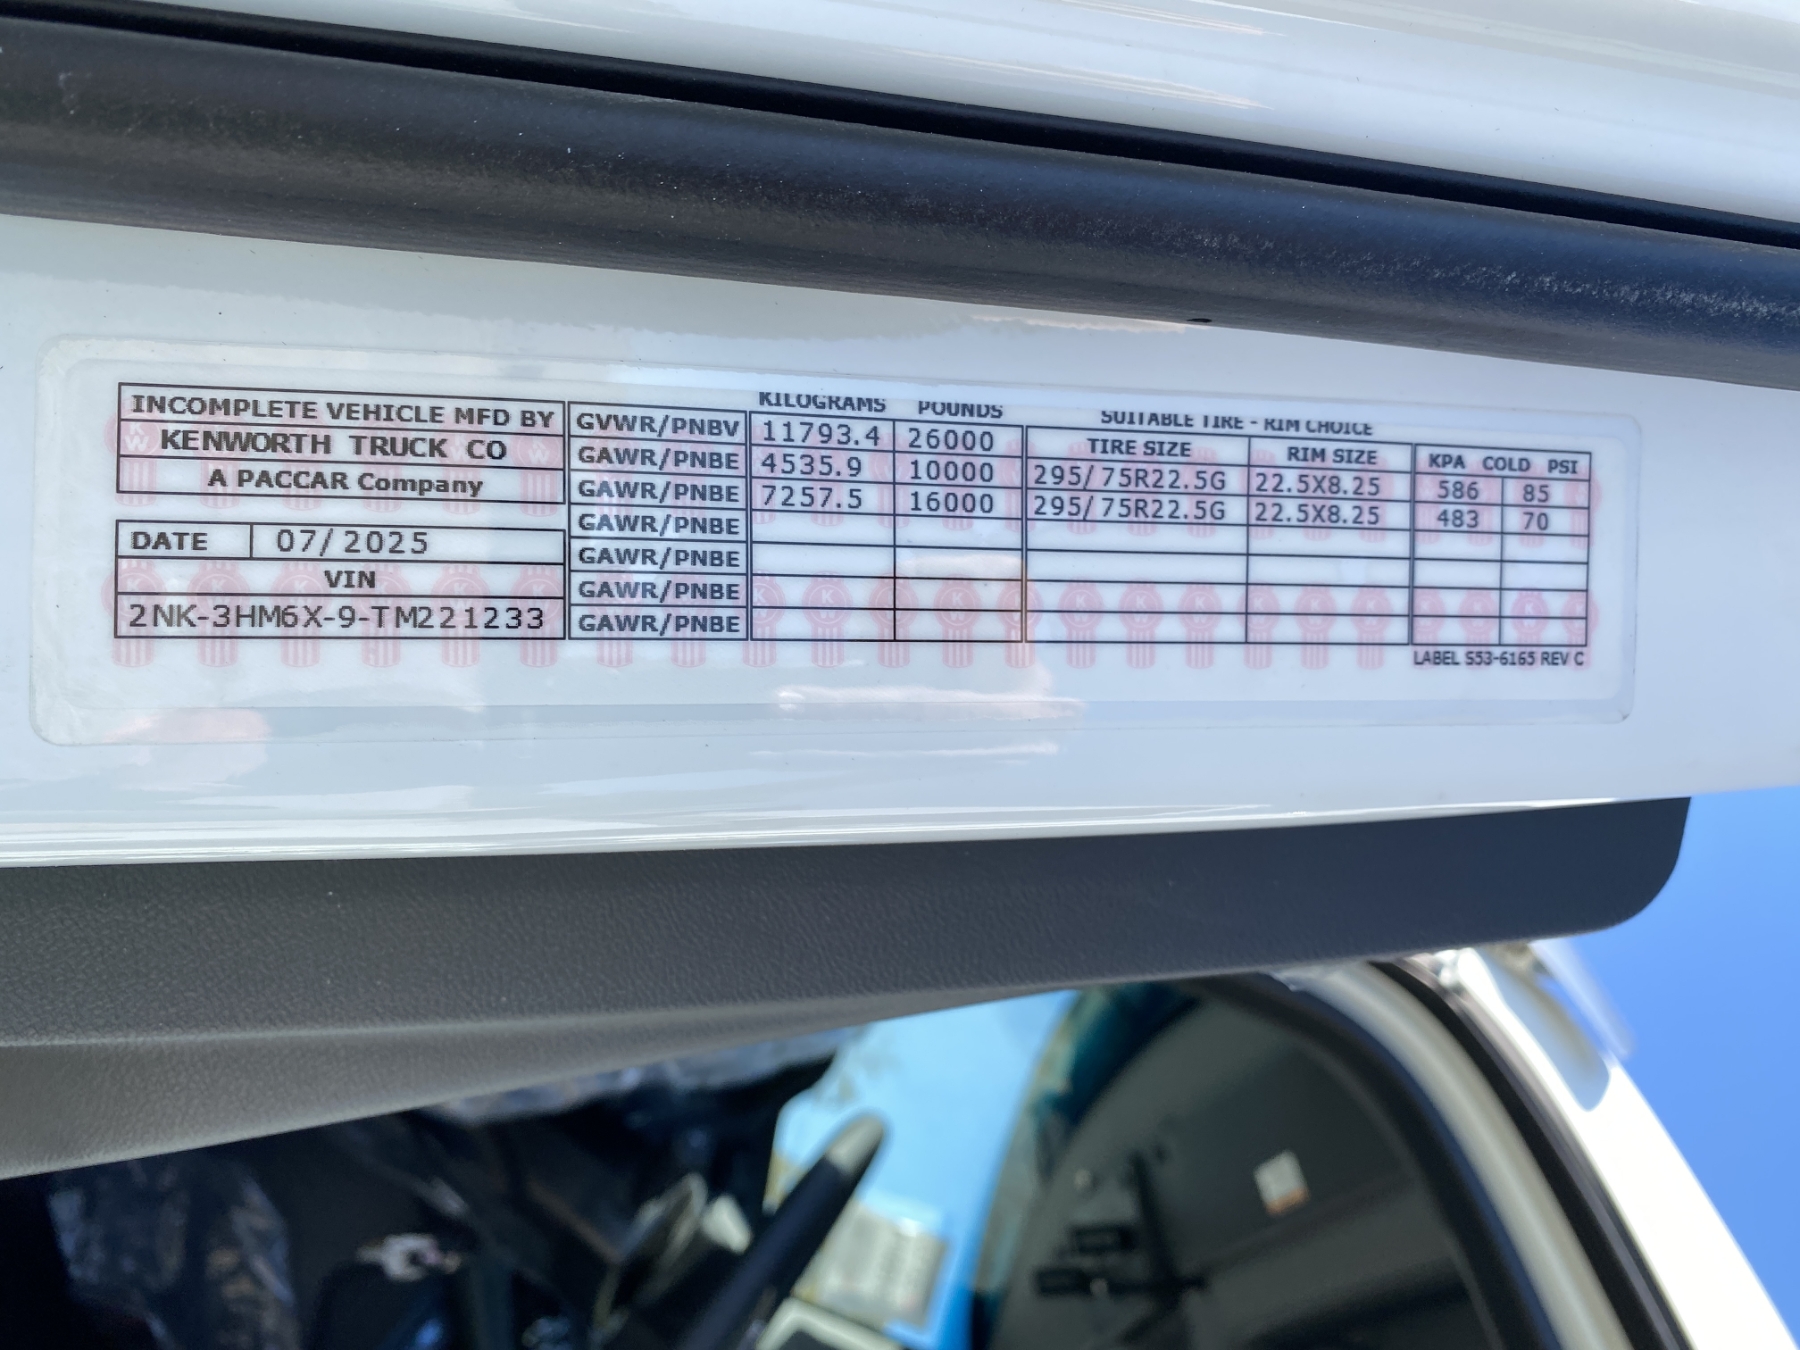 INCOMPLETE VEHICLE MFD BY
KENWORTH TRUCK CO
A PACCAR Company
DATE 07/2025
VIN
2NK-3HM6X-9-TM221233
KILOGRAMS POUNDS
GVWR/PNBV 11793.4 26000
GAWR/PNBE 4535.9 10000
GAWR/PNBE 7257.5 16000
GAWR/PNBE
GAWR/PNBE
GAWR/PNBE
GAWR/PNBE
SUITABLE TIRE - RIM CHOICE
TIRE SIZE RIM SIZE KPA COLD PSI
295/75R22.5G 22.5X8.25 586 85
295/75R22.5G 22.5X8.25 483 70
LABEL S53-6165 REV C